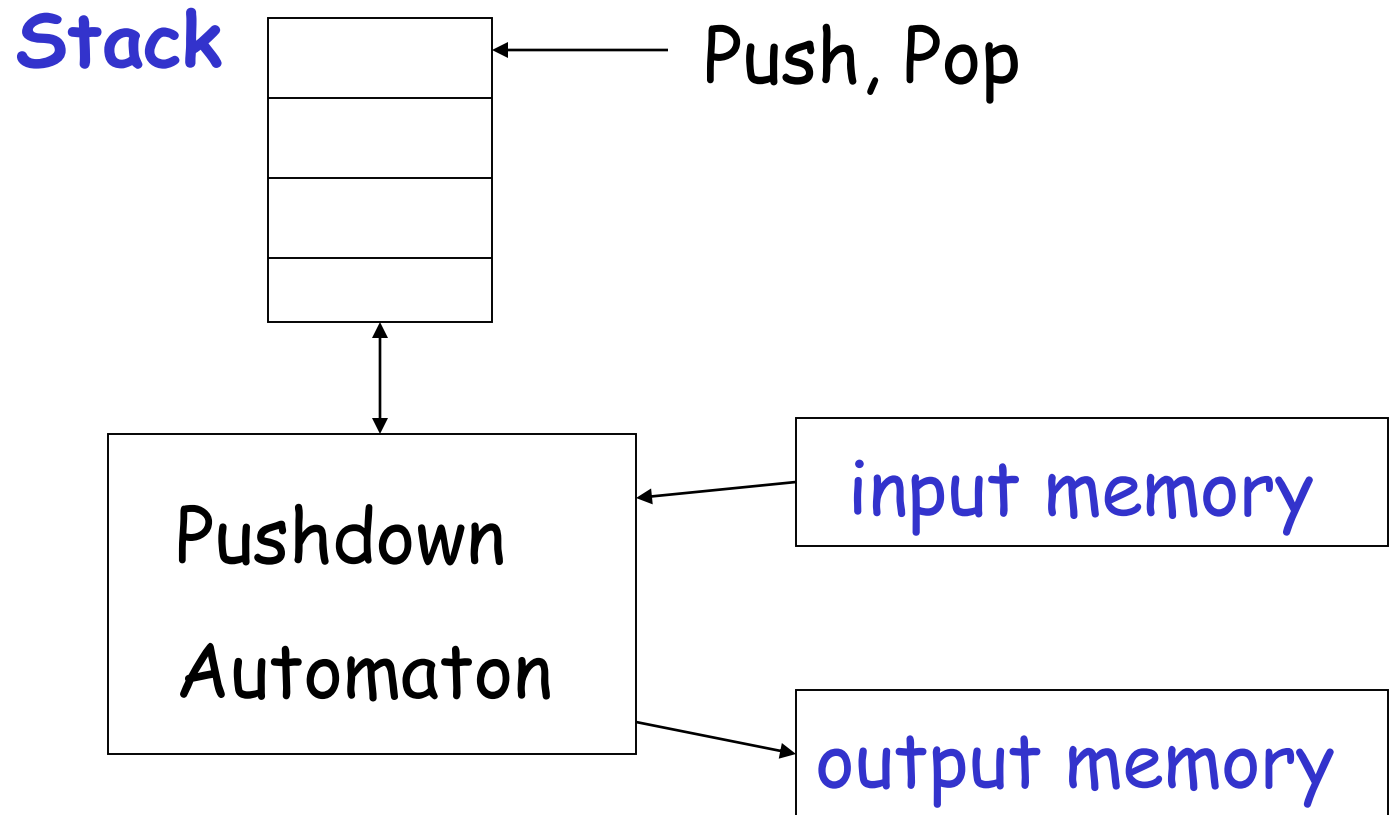 Stack
Push, Pop
input memory
Pushdown
Automaton
output memory